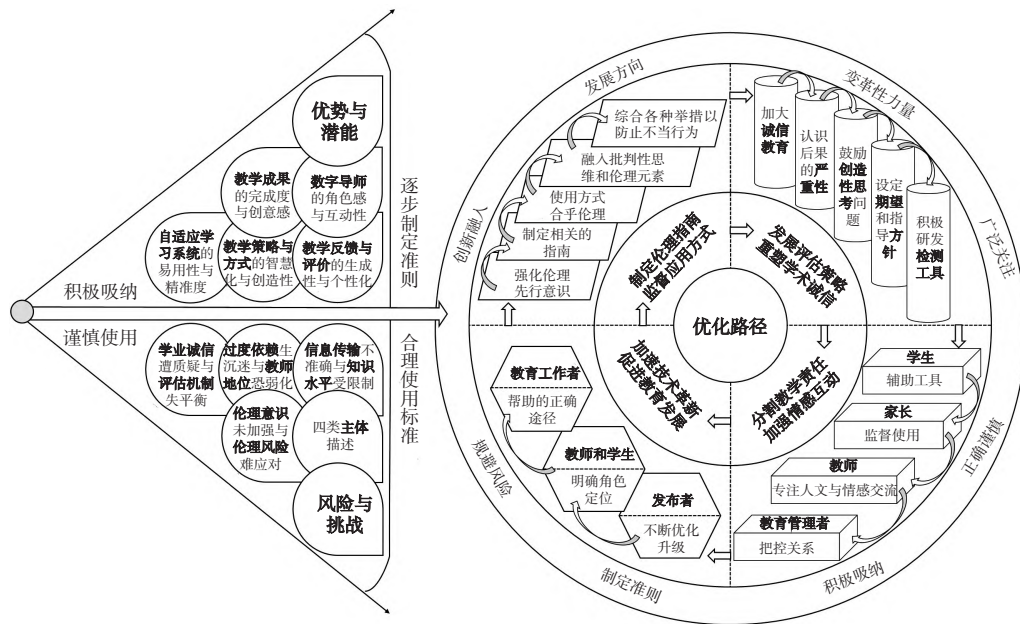 优势与
潜能
教学成果
的完成度
与创意感
数字导师
的角色感
与互动性
自适应学
习系统的
易用性与
精准度
教学策略与
方式的智慧
化与创造性
教学反馈与
评价的生成
性与个性化
积极吸纳
谨慎使用
逐步制定准则
合理使用标准
学业诚信
遭质疑与
评估机制
失平衡
过度依赖生
沉迷与教师
地位恐弱化
信息传输不
准确与知识
水平受限制
伦理意识
未加强与
伦理风险
难应对
四类主体
描述
风险与
挑战
发展方向
变革性力量
广泛关注
正确谨慎
积极吸纳
制定准则
规避风险
创新融入
综合各种举措以
防止不当行为
融入批判性思
维和伦理元素
使用方式
合乎伦理
制定相关的
指南
强化伦理
先行意识
加大
诚信
教育
认识
后果
的严
重性
鼓励
创造
性思
考问
题
设定
期望
和指
导方
针
积极
研发
检测
工具
制定伦理指南
监督应用方式
发展评估策略
重塑学术诚信
优化路径
加速技术革新
促进教育发展
分割教学责任
加强情感互动
学生
辅助工具
家长
监督使用
教师
专注人文与情感交流
教育管理者
把控关系
教育工作者
帮助的正确
途径
教师和学生
明确角色
定位
发布者
不断优化
升级